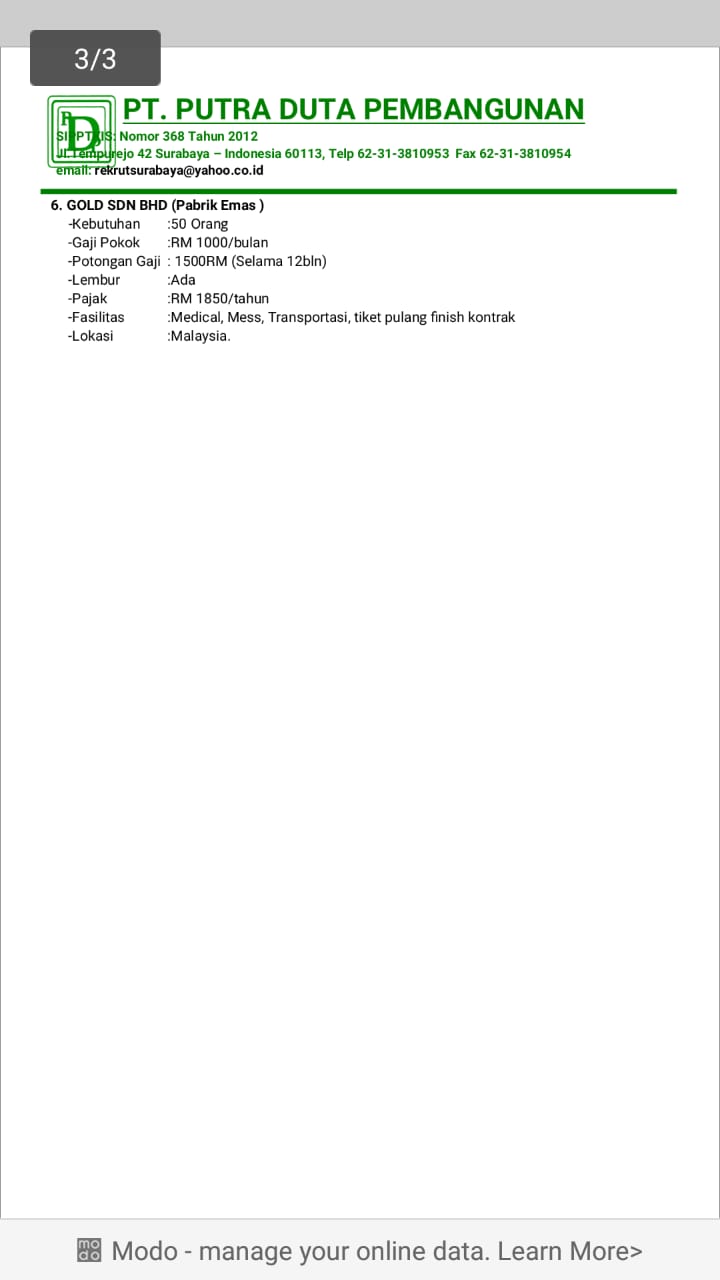 3/3
PT. PUTRA DUTA PEMBANGUNAN
SIPPTKIS: Nomor 368 Tahun 2012
Jl. Tempurejo 42 Surabaya – Indonesia 60113, Telp 62-31-3810953 Fax 62-31-3810954
email: rekrutsurabaya@yahoo.co.id
6. GOLD SDN BHD (Pabrik Emas )
-Kebutuhan :50 Orang
-Gaji Pokok :RM 1000/bulan
-Potongan Gaji : 1500RM (Selama 12bln)
-Lembur :Ada
-Pajak :RM 1850/tahun
-Fasilitas :Medical, Mess, Transportasi, tiket pulang finish kontrak
-Lokasi :Malaysia.
modo Modo - manage your online data. Learn More>